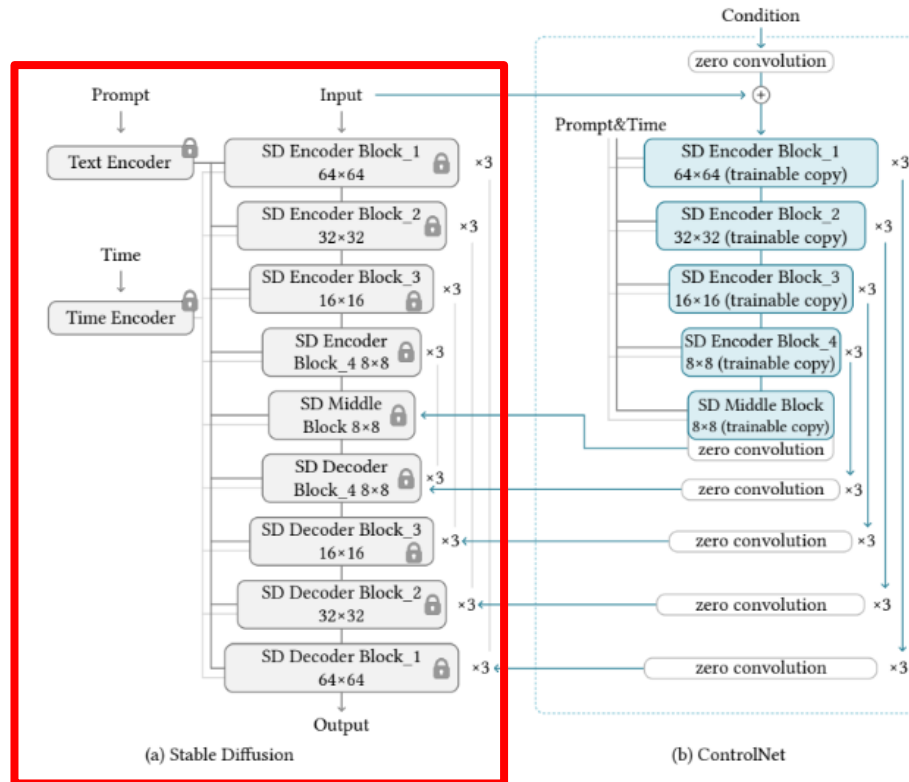 Condition
zero convolution
Prompt
Input
+
Prompt&Time
Text Encoder
SD Encoder Block_1
64×64
×3
SD Encoder Block_1
64×64 (trainable copy)
×3
SD Encoder Block_2
32×32
×3
SD Encoder Block_2
32×32 (trainable copy)
×3
Time
Time Encoder
SD Encoder Block_3
16×16
×3
SD Encoder Block_3
16×16 (trainable copy)
×3
SD Encoder
Block_4 8×8
×3
SD Encoder Block_4
8×8 (trainable copy)
×3
SD Middle
Block 8×8
SD Middle Block
8×8 (trainable copy)
zero convolution
SD Decoder
Block_4 8×8
×3
zero convolution
×3
SD Decoder Block_3
16×16
×3
zero convolution
×3
SD Decoder Block_2
32×32
×3
zero convolution
×3
SD Decoder Block_1
64×64
×3
zero convolution
×3
Output
(a) Stable Diffusion
(b) ControlNet